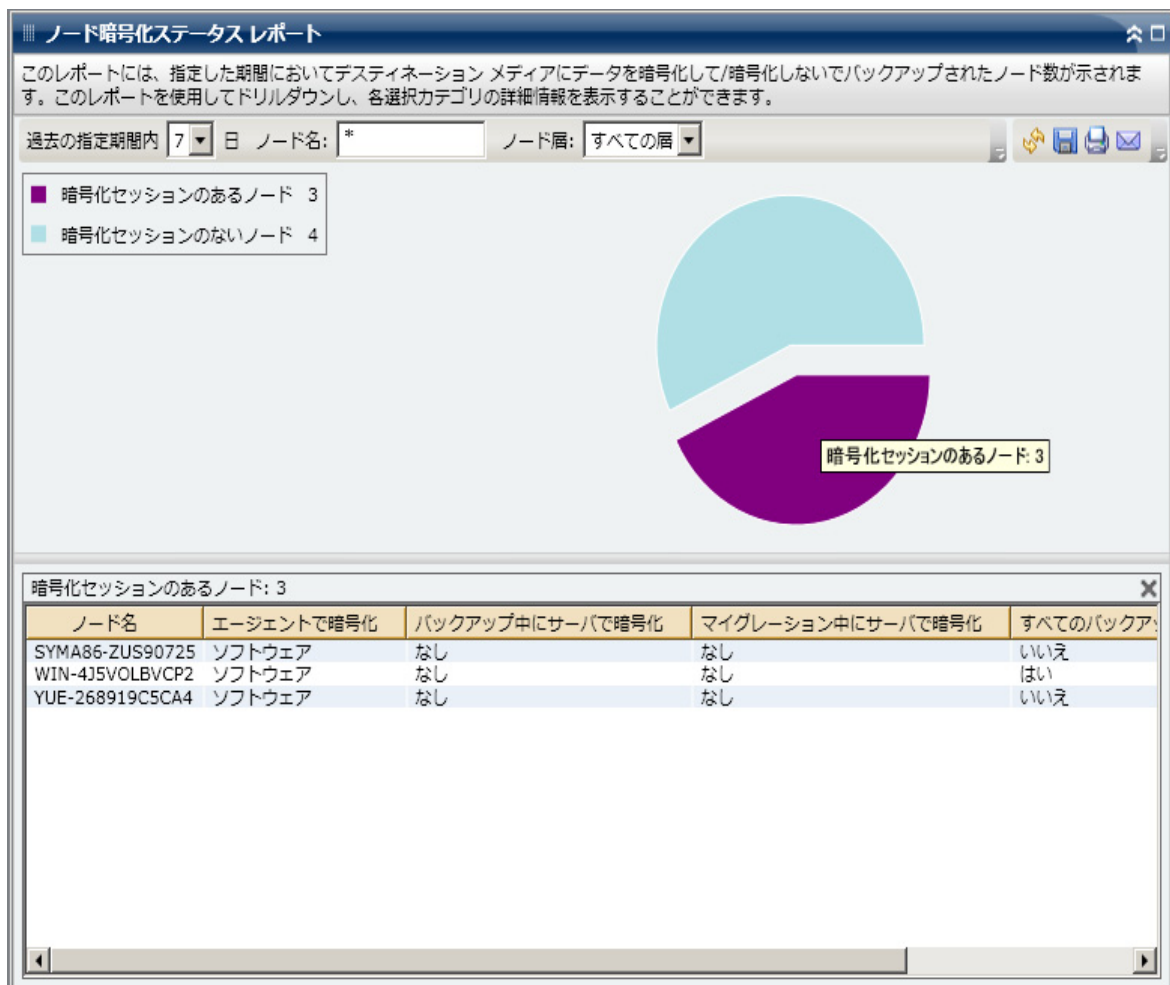 ノード暗号化ステータス レポート
このレポートには、指定した期間においてデスティネーション メディアにデータを暗号化して/暗号化しないでバックアップされたノード数が示されま
す。このレポートを使用してドリルダウンし、各選択カテゴリの詳細情報を表示することができます。
過去の指定期間内 7 日 ノード名: * ノード層: すべての層
暗号化セッションのあるノード 3
暗号化セッションのないノード 4
暗号化セッションのあるノード: 3
暗号化セッションのあるノード: 3
ノード名 エージェントで暗号化 バックアップ中にサーバで暗号化 マイグレーション中にサーバで暗号化 すべてのバックア
SYMA86-ZUS90725 ソフトウェア なし なし いいえ
WIN-4J5VOLBVCP2 ソフトウェア なし なし はい
YUE-268919C5CA4 ソフトウェア なし なし いいえ